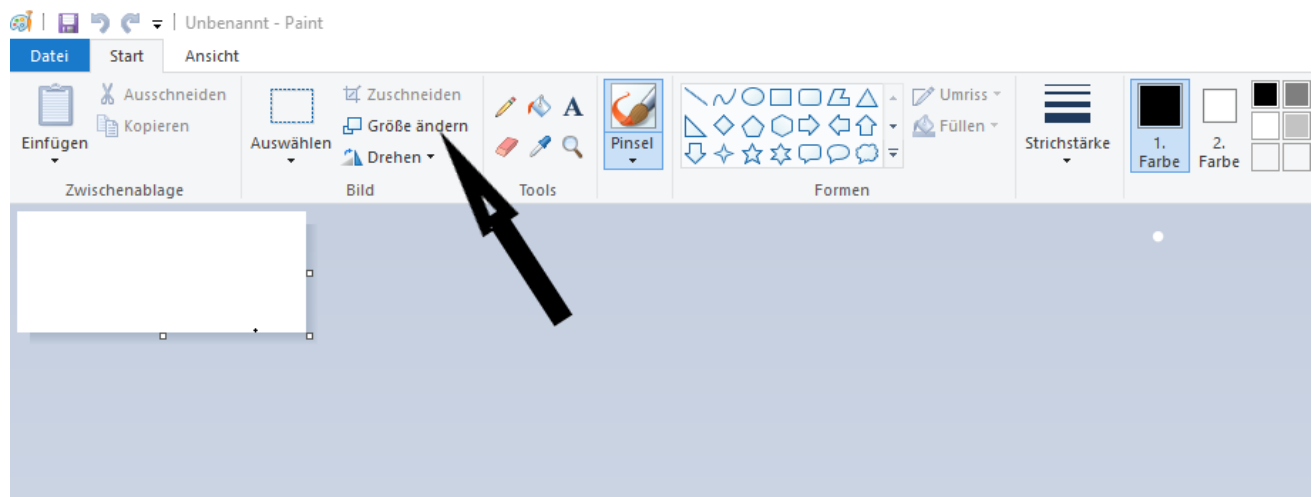 Unbenannt - Paint
Datei Start Ansicht
Einfügen
Ausschneiden
Kopieren
Zwischenablage
Auswählen
Zuschneiden
Größe ändern
Drehen
Bild
A
Tools
Pinsel
Umriss
Füllen
Formen
Strichstärke
1.
Farbe
2.
Farbe